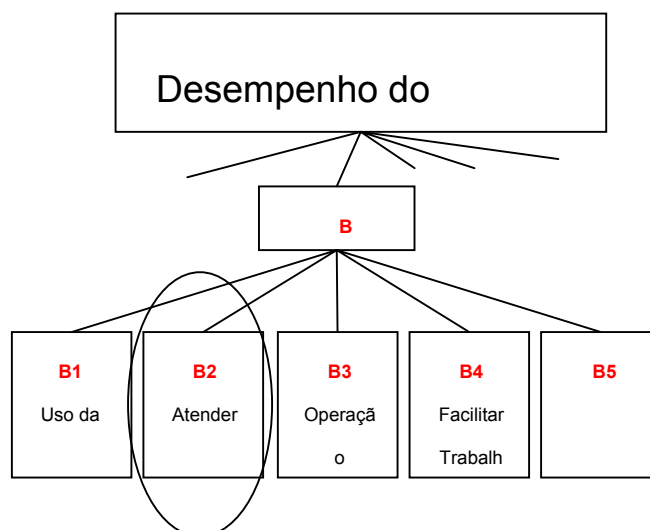 Desempenho do
B
B1
Uso da
B2
Atender
B3
Operaçã
o
B4
Facilitar
Trabalh
B5